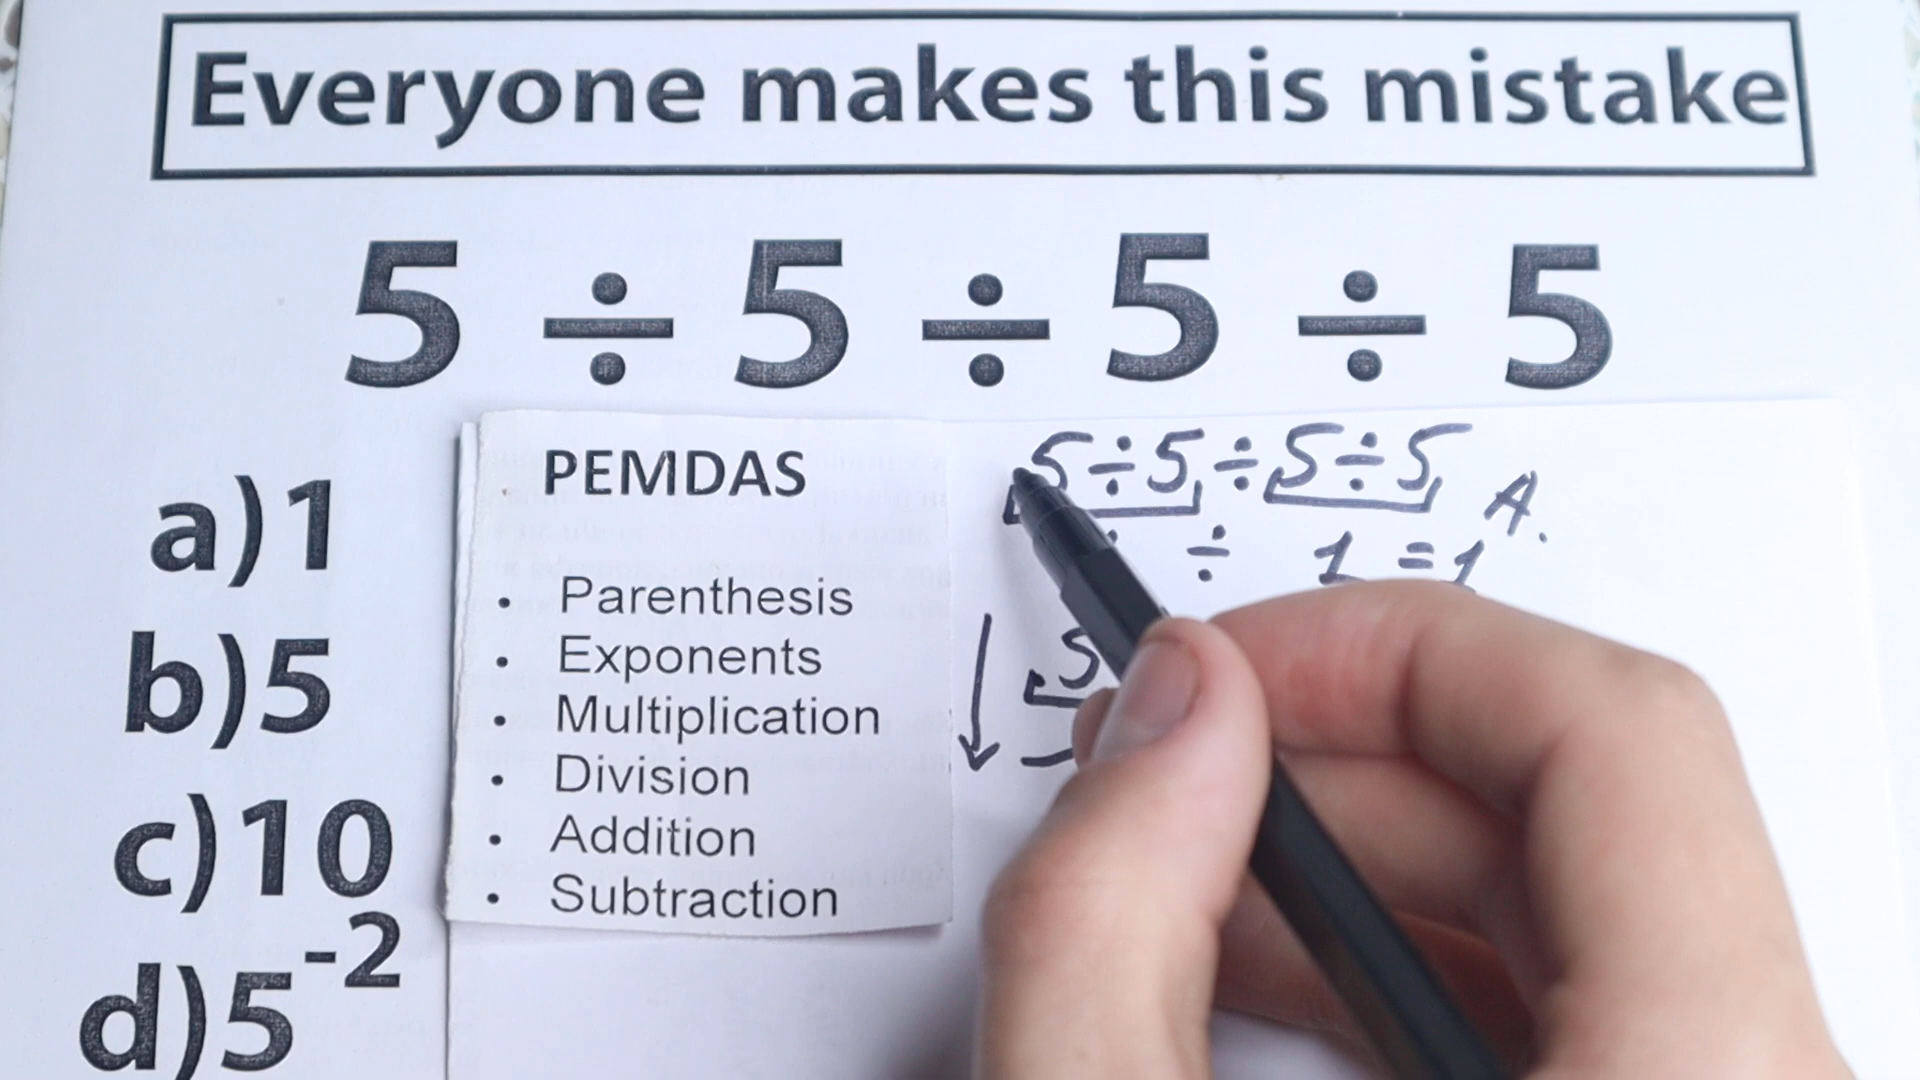 Everyone makes this mistake
5 ÷ 5 ÷ 5 ÷ 5
PEMDAS
• Parenthesis
• Exponents
• Multiplication
• Division
• Addition
• Subtraction
a) 1
b) 5
c) 10
d) 5⁻²
5 ÷ 5 ÷ 5 ÷ 5
A.
÷ 1 = 1
5